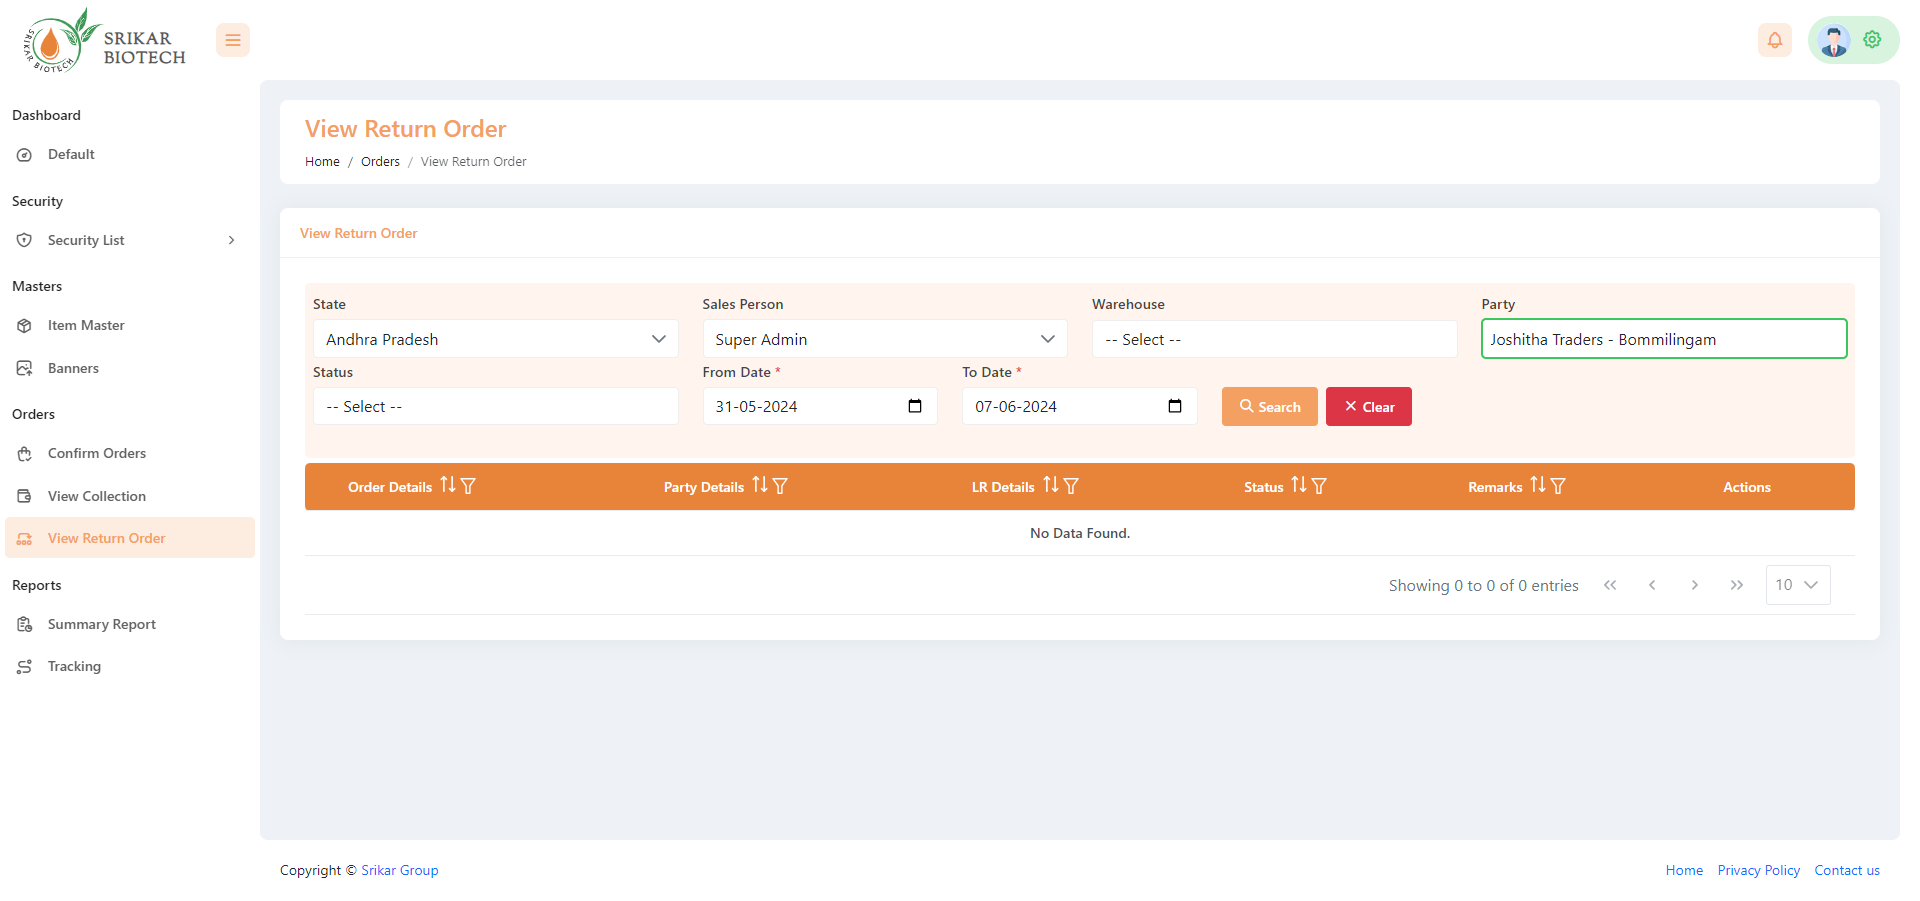 SRIKAR BIOTECH
SRIKAR
BIOTECH
Dashboard
Default
Security
Security List
Masters
Item Master
Banners
Orders
Confirm Orders
View Collection
View Return Order
Reports
Summary Report
Tracking
View Return Order
Home / Orders / View Return Order
View Return Order
State Sales Person Warehouse Party
Andhra Pradesh Super Admin -- Select -- Joshitha Traders - Bommilingam
Status From Date * To Date *
-- Select -- 31-05-2024 07-06-2024 Search Clear
Order Details Party Details LR Details Status Remarks Actions
No Data Found.
Showing 0 to 0 of 0 entries 10
Copyright © Srikar Group Home Privacy Policy Contact us